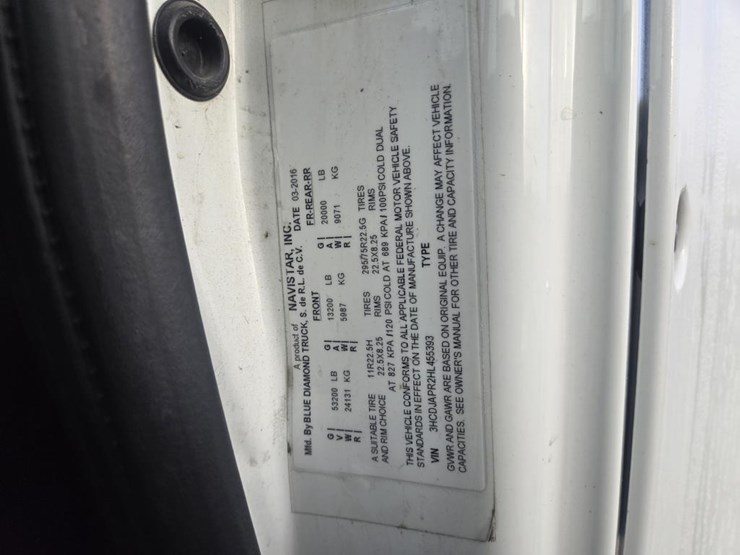 A product of NAVISTAR, INC.
Mfd. By BLUE DIAMOND TRUCK, S. de R.L. de C.V. DATE 03-2016
FRONT FR-REAR-RR
G 53200 LB G 13200 LB G 20000 LB
V A A
W 24131 KG W 5987 KG W 9071 KG
R R R
A SUITABLE TIRE 11R22.5H TIRES 295/75R22.5G TIRES
AND RIM CHOICE 22.5X8.25 RIMS 22.5X8.25 RIMS
AT 827 KPA /120 PSI COLD AT 689 KPA / 100PSI COLD DUAL
THIS VEHICLE CONFORMS TO ALL APPLICABLE FEDERAL MOTOR VEHICLE SAFETY
STANDARDS IN EFFECT ON THE DATE OF MANUFACTURE SHOWN ABOVE.
VIN 3HCDJAPR2HL455393 TYPE
GVWR AND GAWR ARE BASED ON ORIGINAL EQUIP. A CHANGE MAY AFFECT VEHICLE
CAPACITIES. SEE OWNER'S MANUAL FOR OTHER TIRE AND CAPACITY INFORMATION.